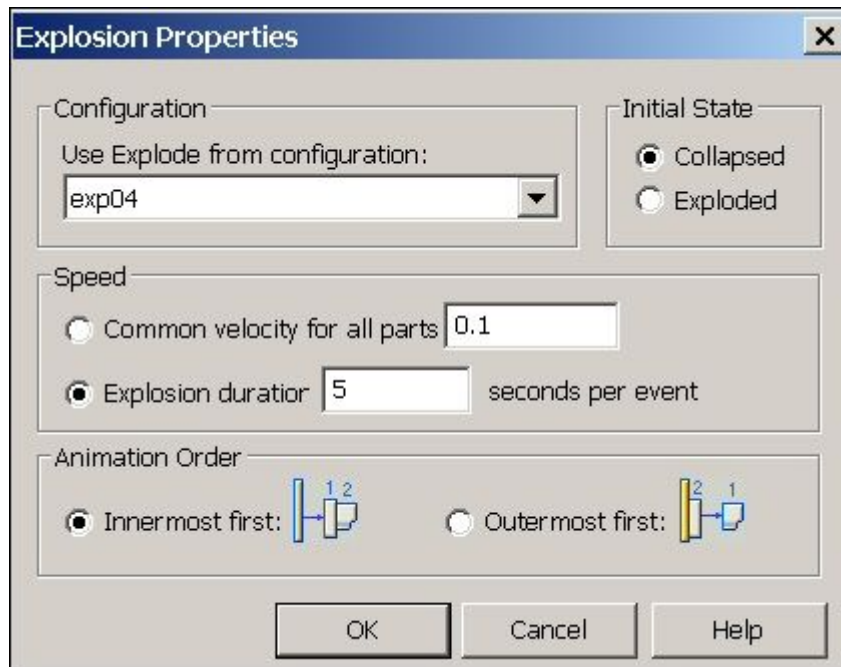 Explosion Properties
Configuration
Use Explode from configuration:
exp04
Initial State
Collapsed
Exploded
Speed
Common velocity for all parts 0.1
Explosion duratior 5 seconds per event
Animation Order
Innermost first: 1 2
Outermost first: 2 1
OK Cancel Help